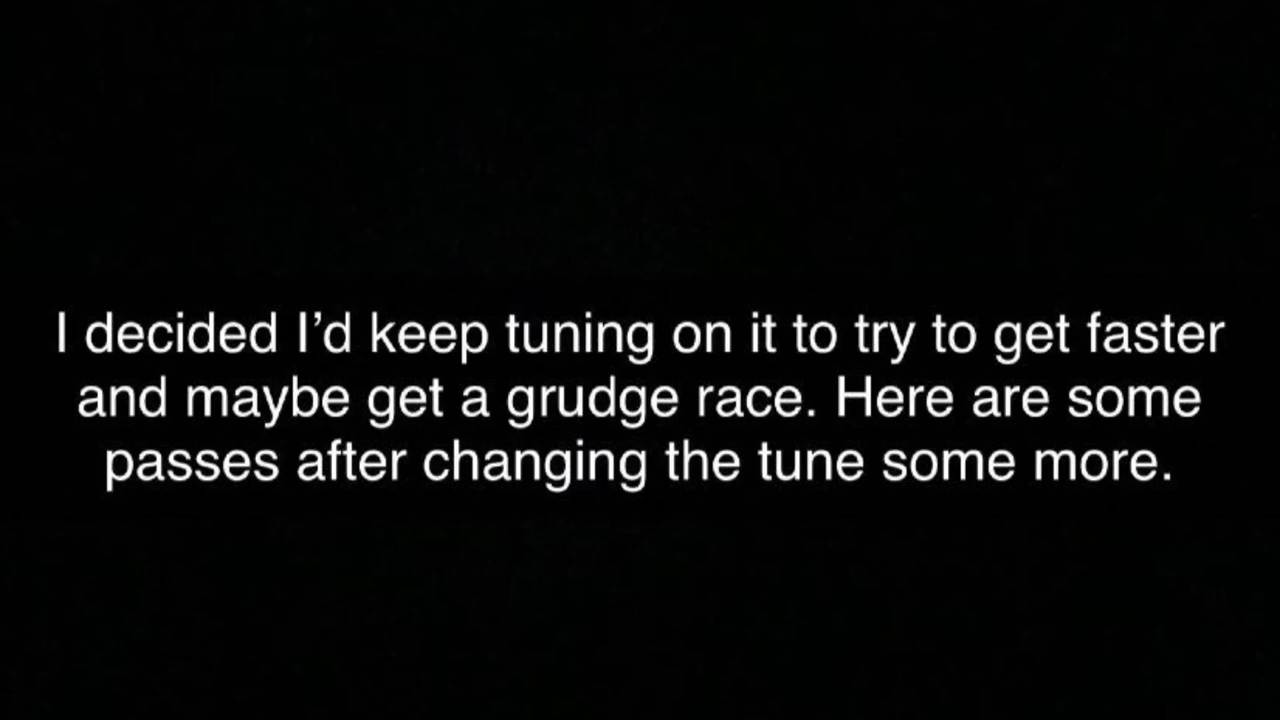 I decided I’d keep tuning on it to try to get faster
and maybe get a grudge race. Here are some
passes after changing the tune some more.